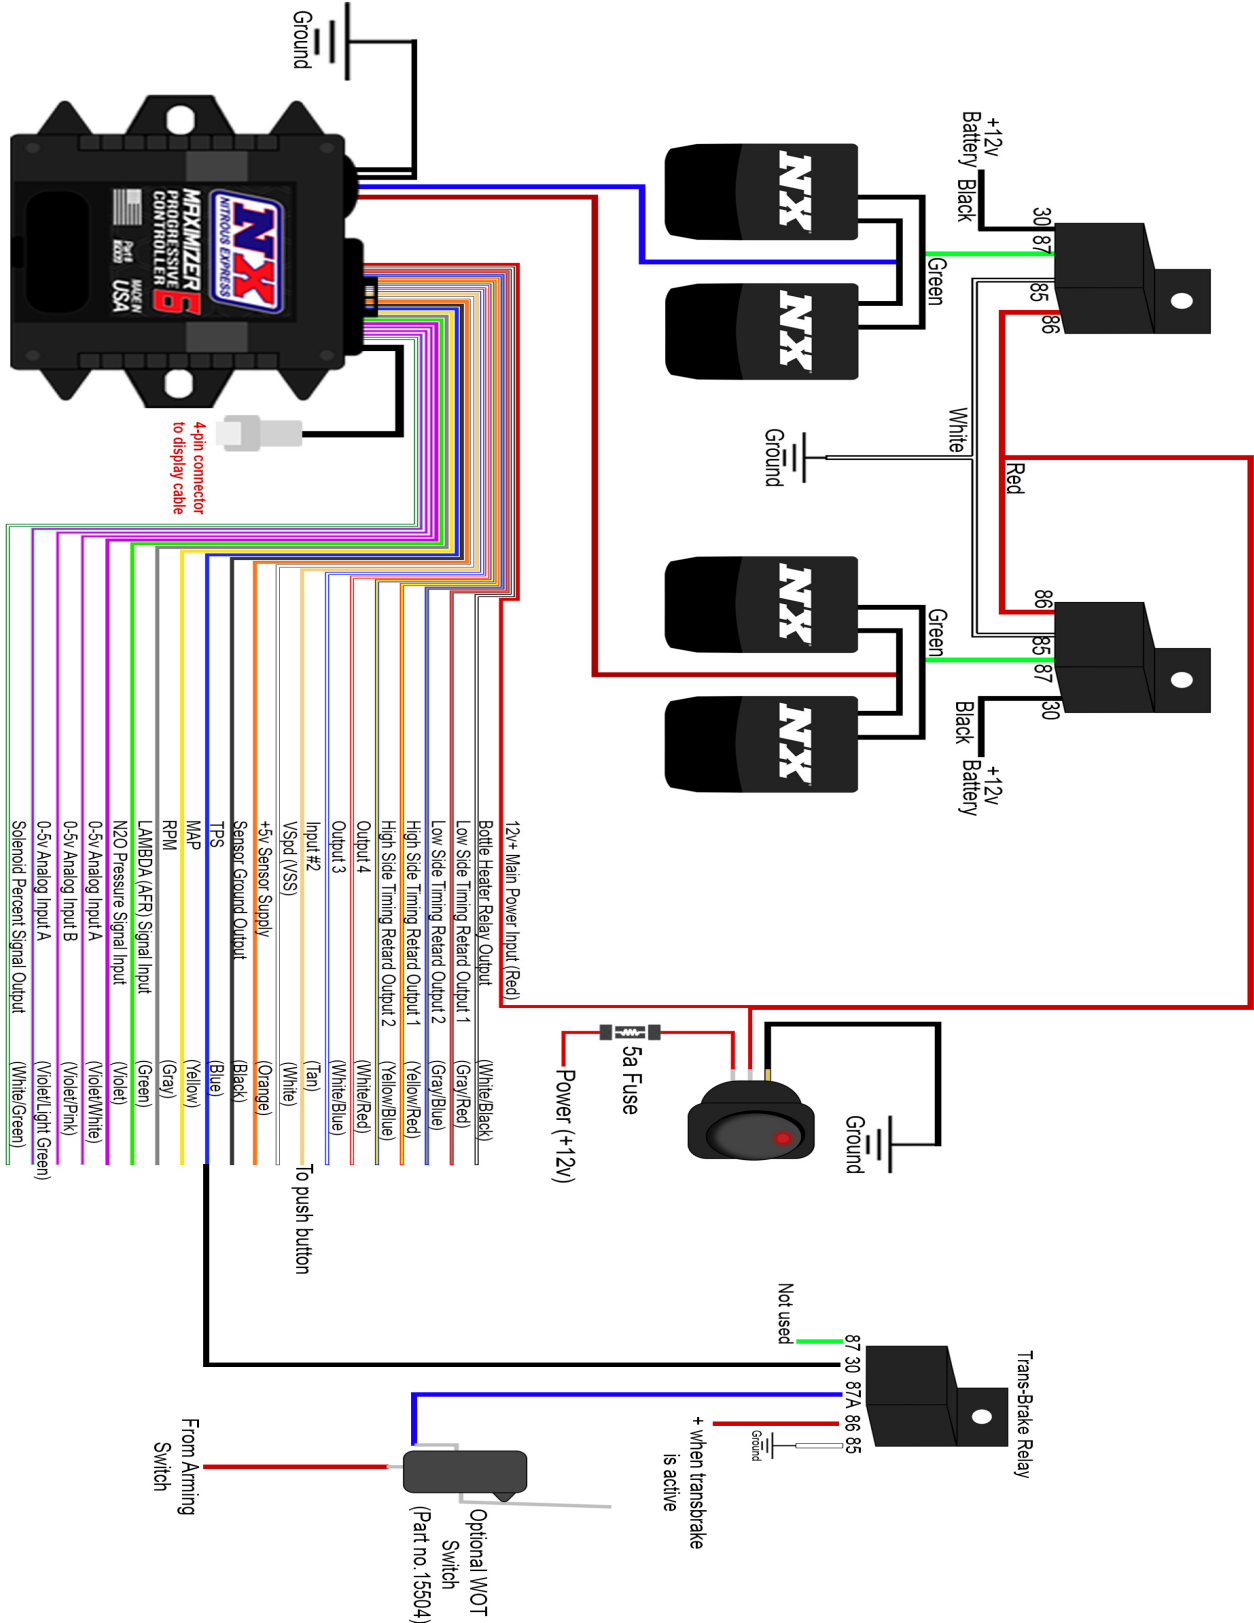 Ground
NX
NITROUS EXPRESS
MAXIMIZER 6
PROGRESSIVE
CONTROLLER
MADE IN
USA
4-pin connector
to display cable
NX
NX
NX
NX
+12v
Battery
Black
30
87
85
86
Green
White
Red
Ground
86
85
87
30
Green
Black
+12v
Battery
12v+ Main Power Input (Red)
Bottle Heater Relay Output (White/Black)
Low Side Timing Retard Output 1 (Gray/Red)
Low Side Timing Retard Output 2 (Gray/Blue)
High Side Timing Retard Output 1 (Yellow/Red)
High Side Timing Retard Output 2 (Yellow/Blue)
Output 4 (White/Red)
Output 3 (White/Blue)
Input #2 (Tan)
To push button
VSpd (VSS) (White)
+5v Sensor Supply (Orange)
Sensor Ground Output (Black)
TPS (Blue)
MAP (Yellow)
RPM (Gray)
LAMBDA (AFR) Signal Input (Green)
N2O Pressure Signal Input (Violet)
0-5v Analog Input A (Violet/White)
0-5v Analog Input B (Violet/Pink)
0-5v Analog Input A (Violet/Light Green)
Solenoid Percent Signal Output (White/Green)
5a Fuse
Power (+12v)
Ground
Trans-Brake Relay
87
30
87A
86
85
Not used
+ when transbrake
is active
Ground
From Arming
Switch
Optional WOT
Switch
(Part no.15504)